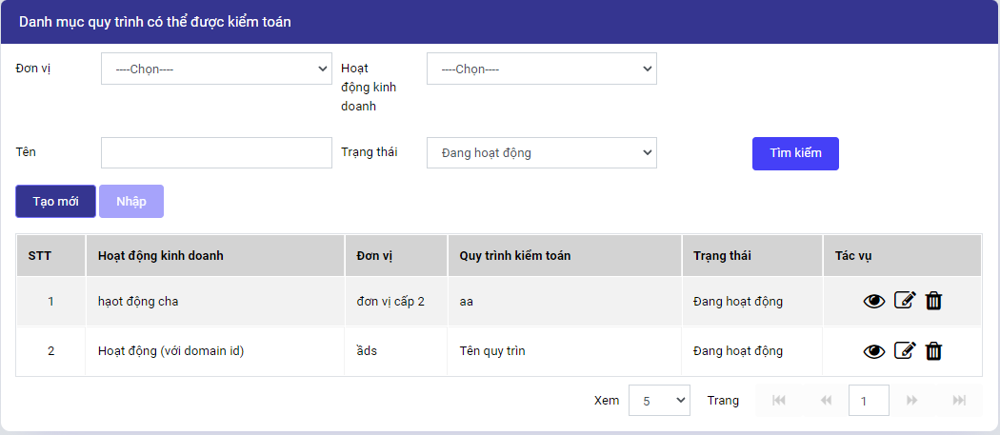 Danh mục quy trình có thể được kiểm toán
Đơn vị ----Chọn---- Hoạt động kinh doanh ----Chọn----
Tên Trạng thái Đang hoạt động Tìm kiếm
Tạo mới Nhập
STT Hoạt động kinh doanh Đơn vị Quy trình kiểm toán Trạng thái Tác vụ
1 hạot động cha đơn vị cấp 2 aa Đang hoạt động
2 Hoạt động (với domain id) ầds Tên quy trìn Đang hoạt động
Xem 5 Trang 1